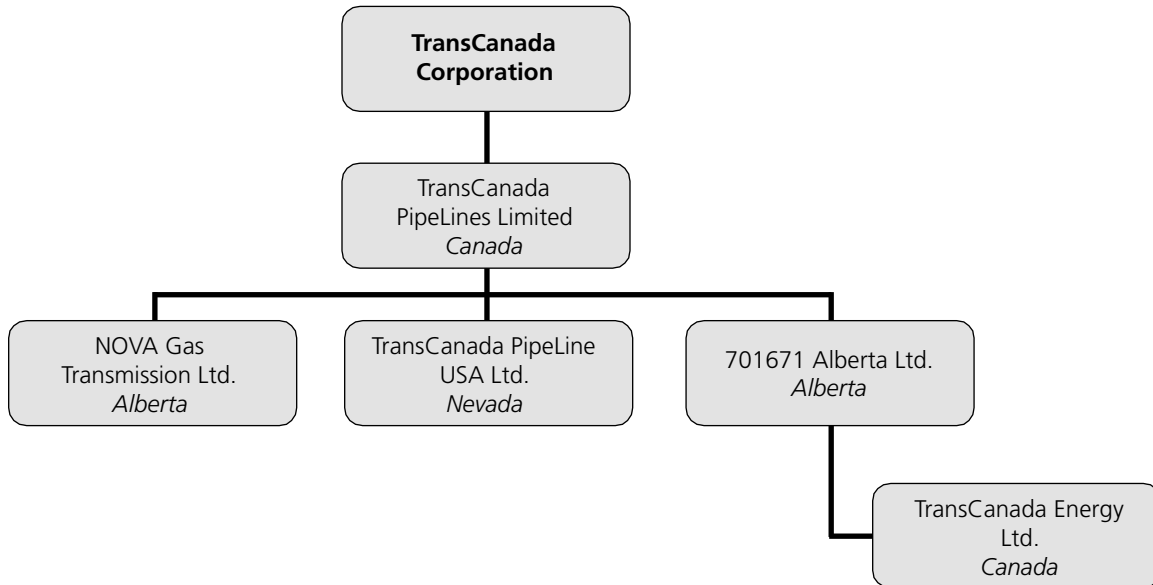 TransCanada
Corporation
TransCanada
PipeLines Limited
Canada
NOVA Gas
Transmission Ltd.
Alberta
TransCanada PipeLine
USA Ltd.
Nevada
701671 Alberta Ltd.
Alberta
TransCanada Energy
Ltd.
Canada